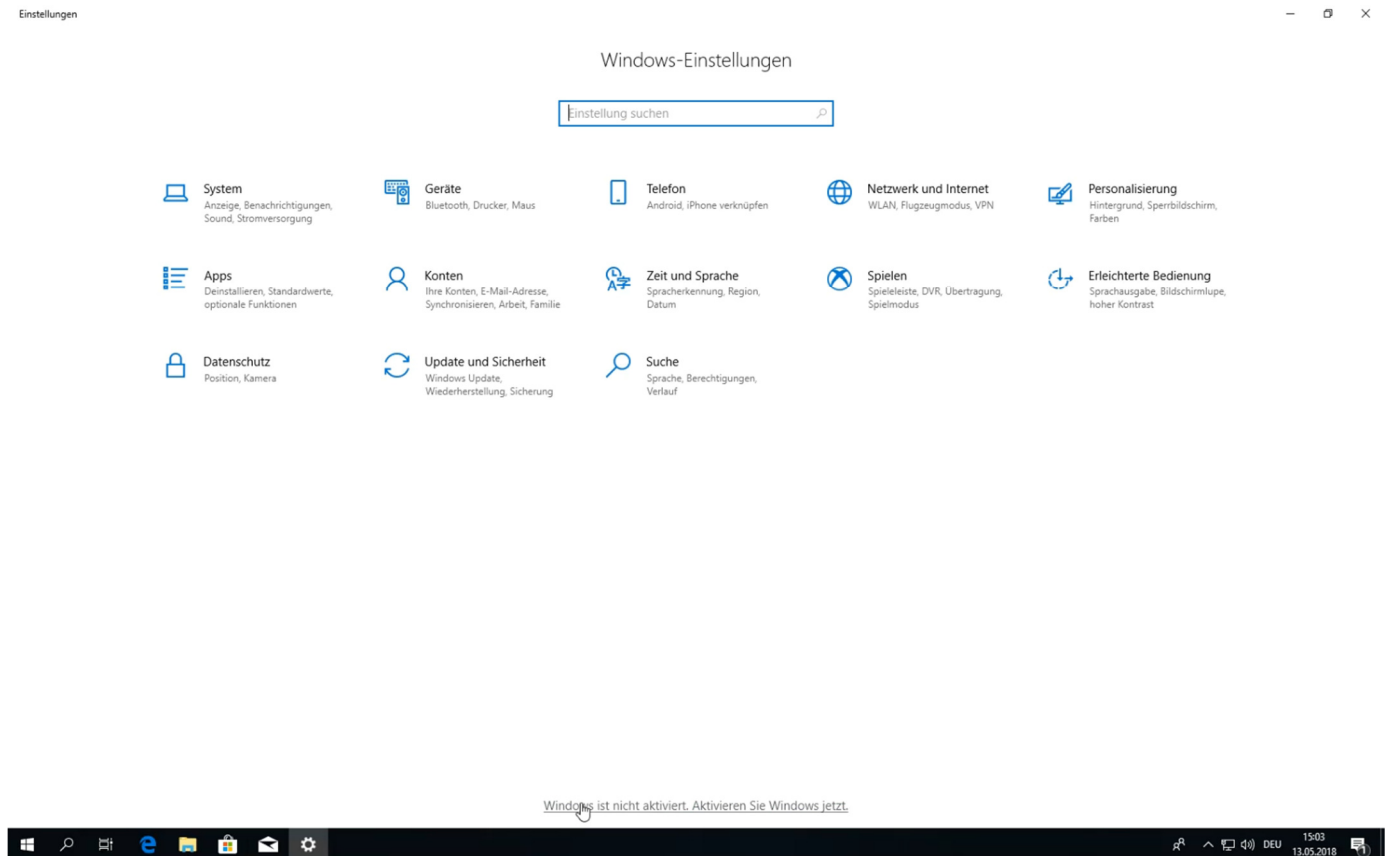 Einstellungen
Windows-Einstellungen
Einstellung suchen
System
Anzeige, Benachrichtigungen,
Sound, Stromversorgung
Geräte
Bluetooth, Drucker, Maus
Telefon
Android, iPhone verknüpfen
Netzwerk und Internet
WLAN, Flugzeugmodus, VPN
Personalisierung
Hintergrund, Sperrbildschirm,
Farben
Apps
Deinstallieren, Standardwerte,
optionale Funktionen
Konten
Ihre Konten, E-Mail-Adresse,
Synchronisieren, Arbeit, Familie
Zeit und Sprache
Spracherkennung, Region,
Datum
Spielen
Spieleleiste, DVR, Übertragung,
Spielmodus
Erleichterte Bedienung
Sprachausgabe, Bildschirmlupe,
hoher Kontrast
Datenschutz
Position, Kamera
Update und Sicherheit
Windows Update,
Wiederherstellung, Sicherung
Suche
Sprache, Berechtigungen,
Verlauf
Windows ist nicht aktiviert. Aktivieren Sie Windows jetzt.
DEU
15:03
13.05.2018
1